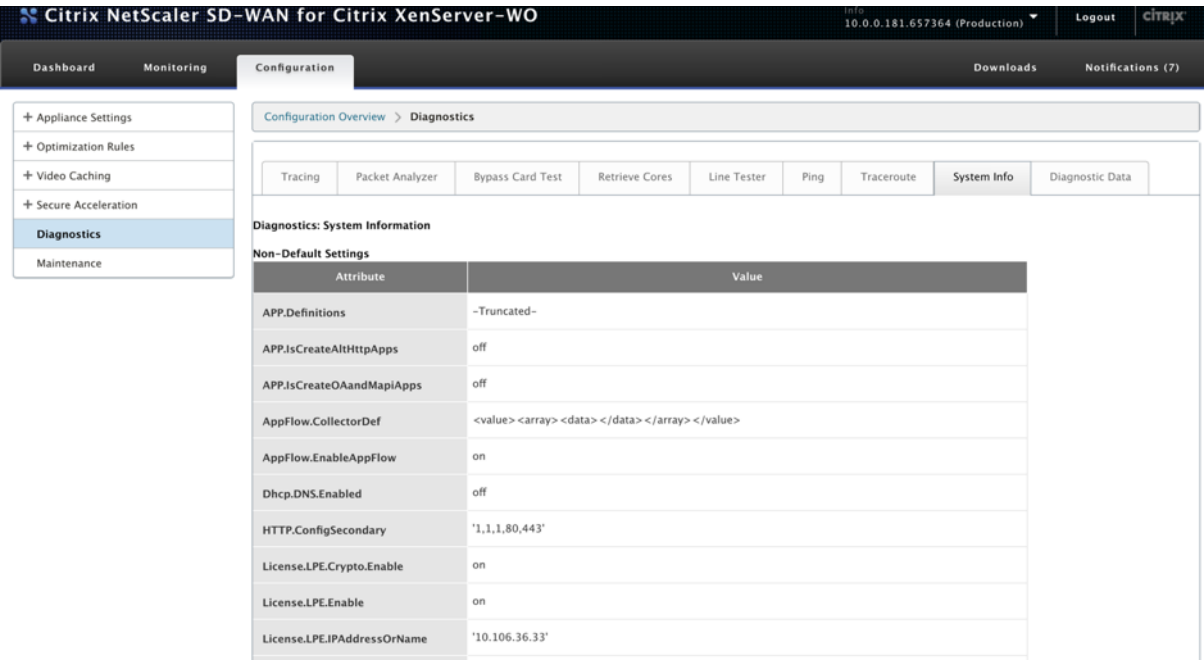 Citrix NetScaler SD-WAN for Citrix XenServer-WO
Info
10.0.0.181.657364 (Production)
Logout
CITRIX
Dashboard Monitoring Configuration Downloads Notifications (7)
+ Appliance Settings
+ Optimization Rules
+ Video Caching
+ Secure Acceleration
Diagnostics
Maintenance
Configuration Overview > Diagnostics
Tracing Packet Analyzer Bypass Card Test Retrieve Cores Line Tester Ping Traceroute System Info Diagnostic Data
Diagnostics: System Information
Non-Default Settings
Attribute Value
APP.Definitions -Truncated-
APP.IsCreateAltHttpApps off
APP.IsCreateOAandMapiApps off
AppFlow.CollectorDef <value><array><data></data></array></value>
AppFlow.EnableAppFlow on
Dhcp.DNS.Enabled off
HTTP.ConfigSecondary '1,1,1,80,443'
License.LPE.Crypto.Enable on
License.LPE.Enable on
License.LPE.IPAddressOrName '10.106.36.33'